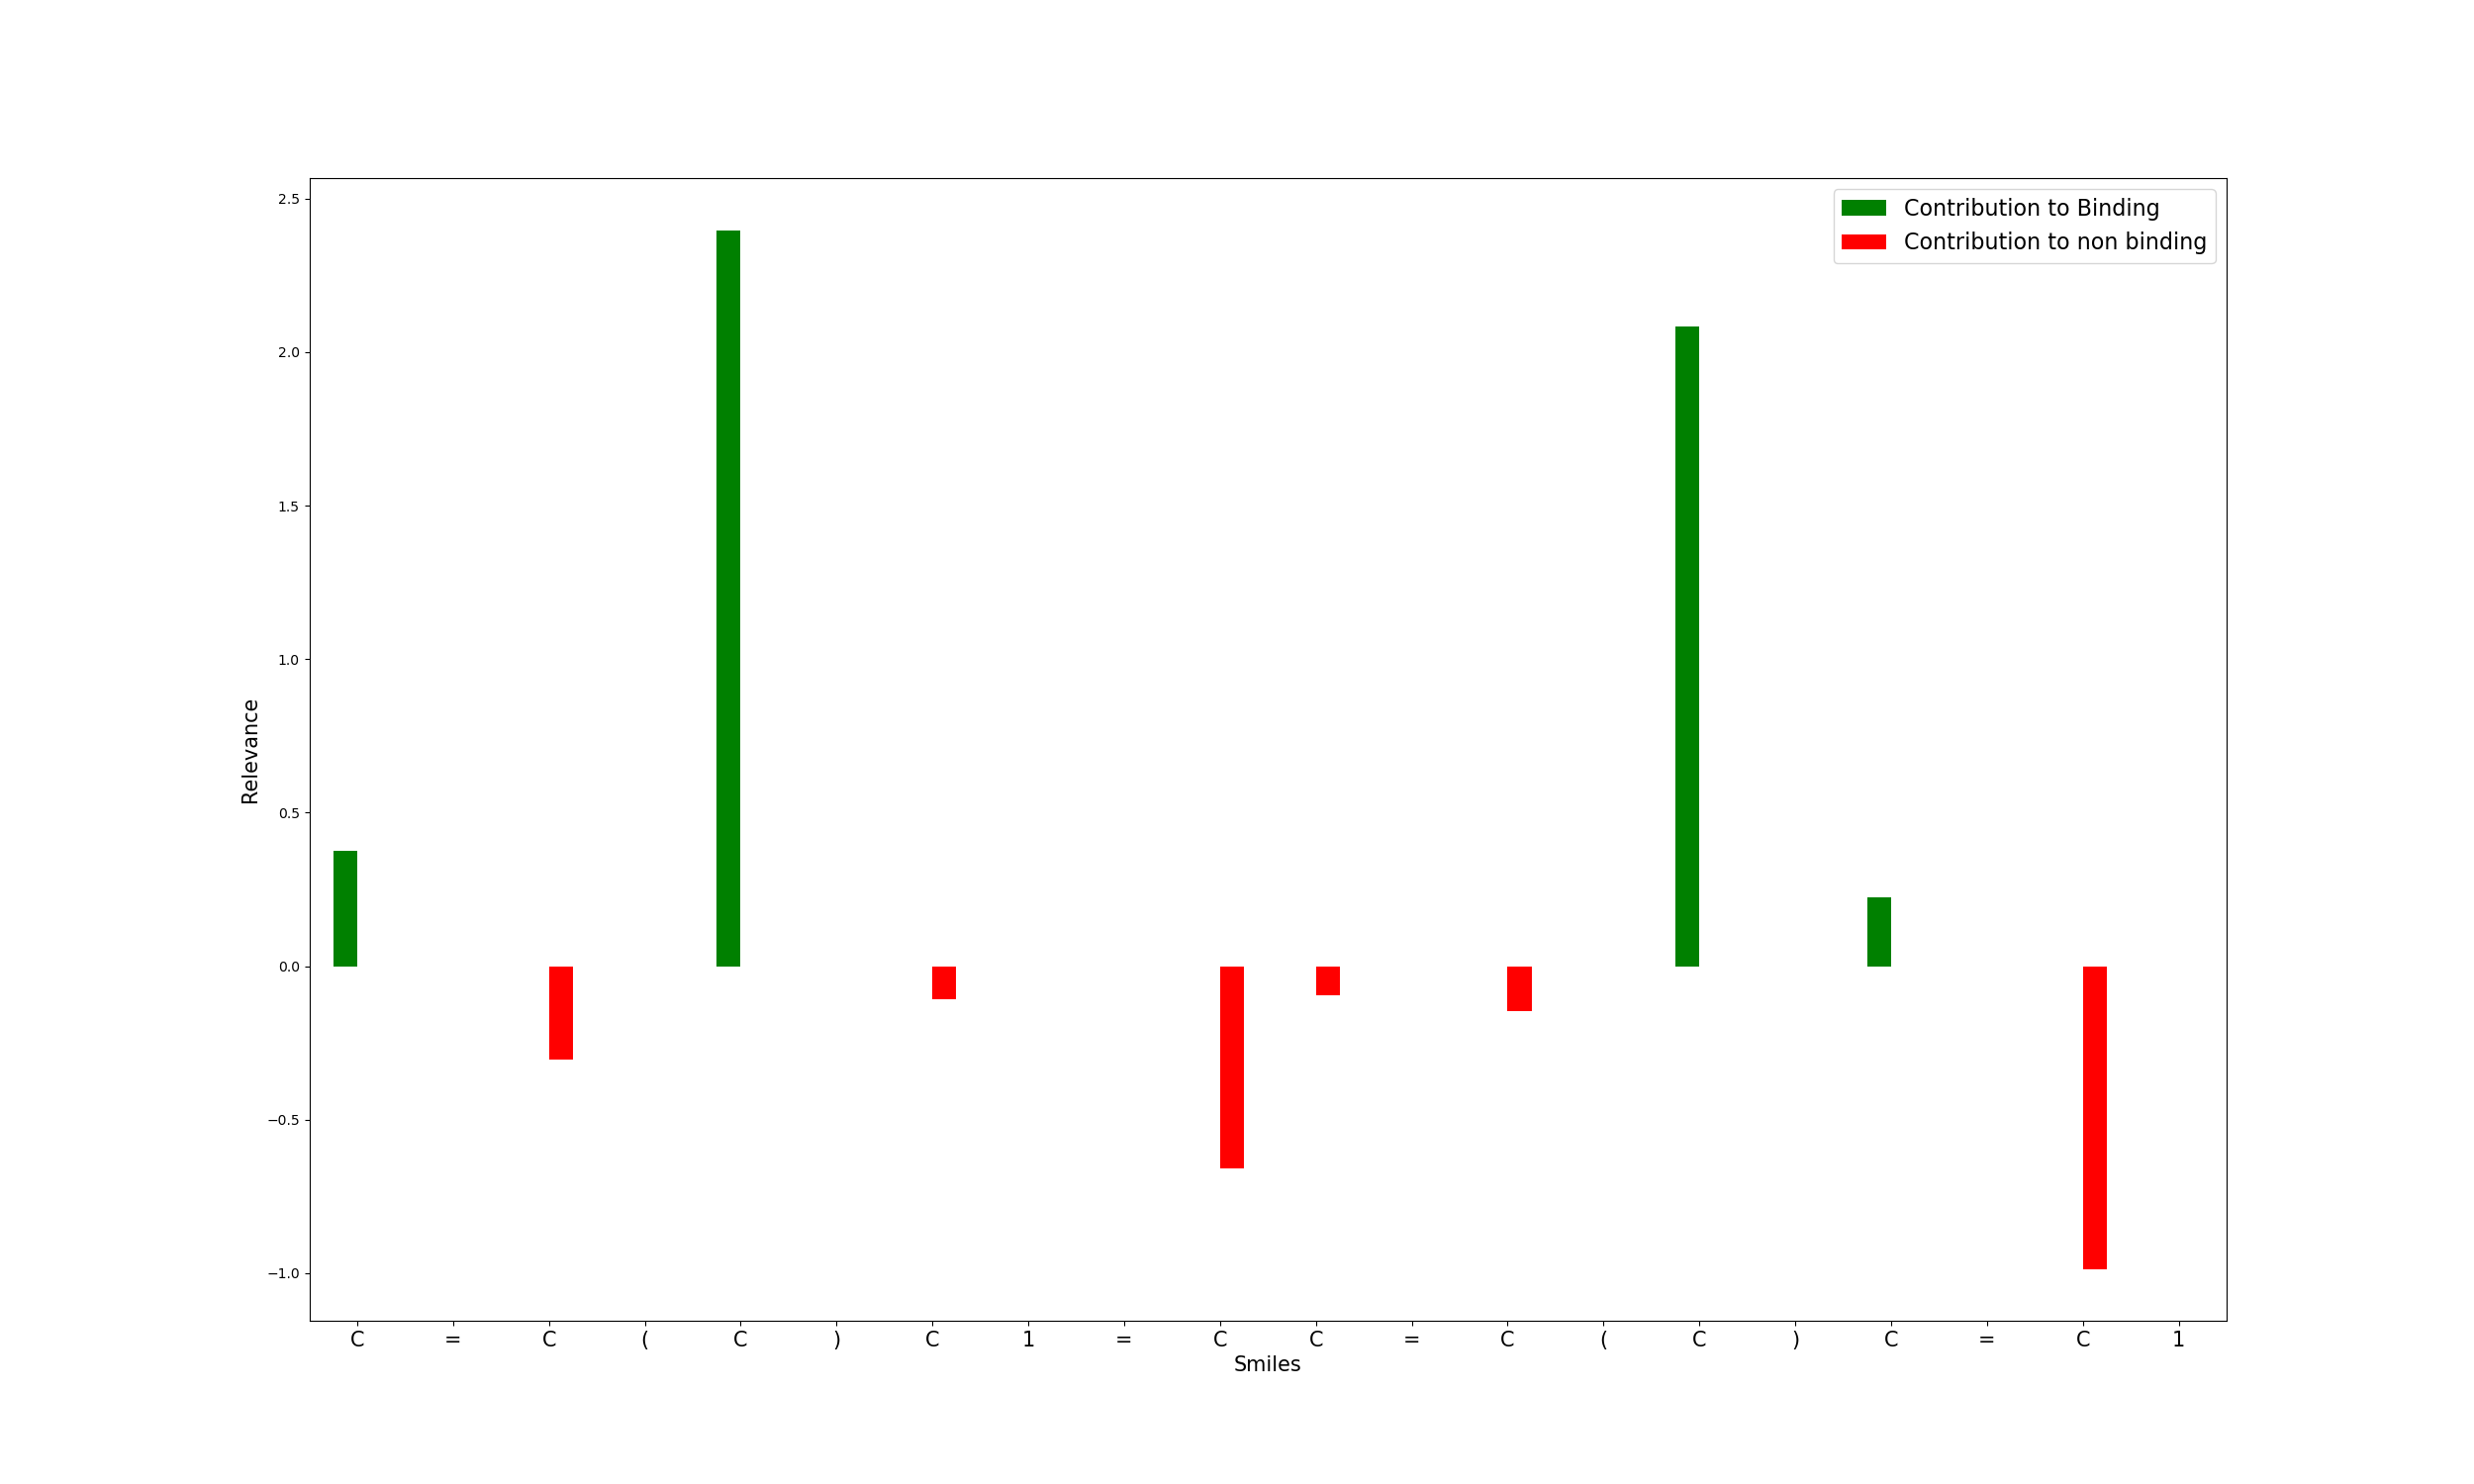 Contribution to Binding
Contribution to non binding
2.5
2.0
1.5
1.0
0.5
0.0
−0.5
−1.0
Relevance
C = C ( C ) C 1 = C C = C ( C ) C = C 1
Smiles